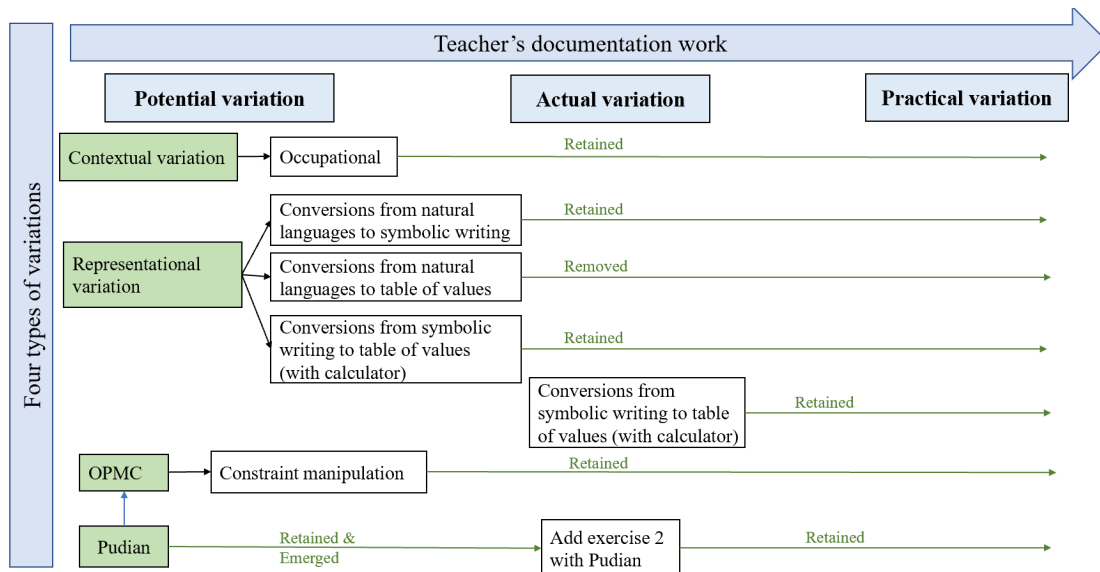 Teacher's documentation work
Four types of variations
Potential variation
Actual variation
Practical variation
Contextual variation
Occupational
Retained
Representational
variation
Conversions from natural
languages to symbolic writing
Retained
Conversions from natural
languages to table of values
Removed
Conversions from symbolic
writing to table of values
(with calculator)
Retained
Conversions from
symbolic writing to table
of values (with calculator)
Retained
OPMC
Constraint manipulation
Retained
Pudian
Retained &
Emerged
Add exercise 2
with Pudian
Retained